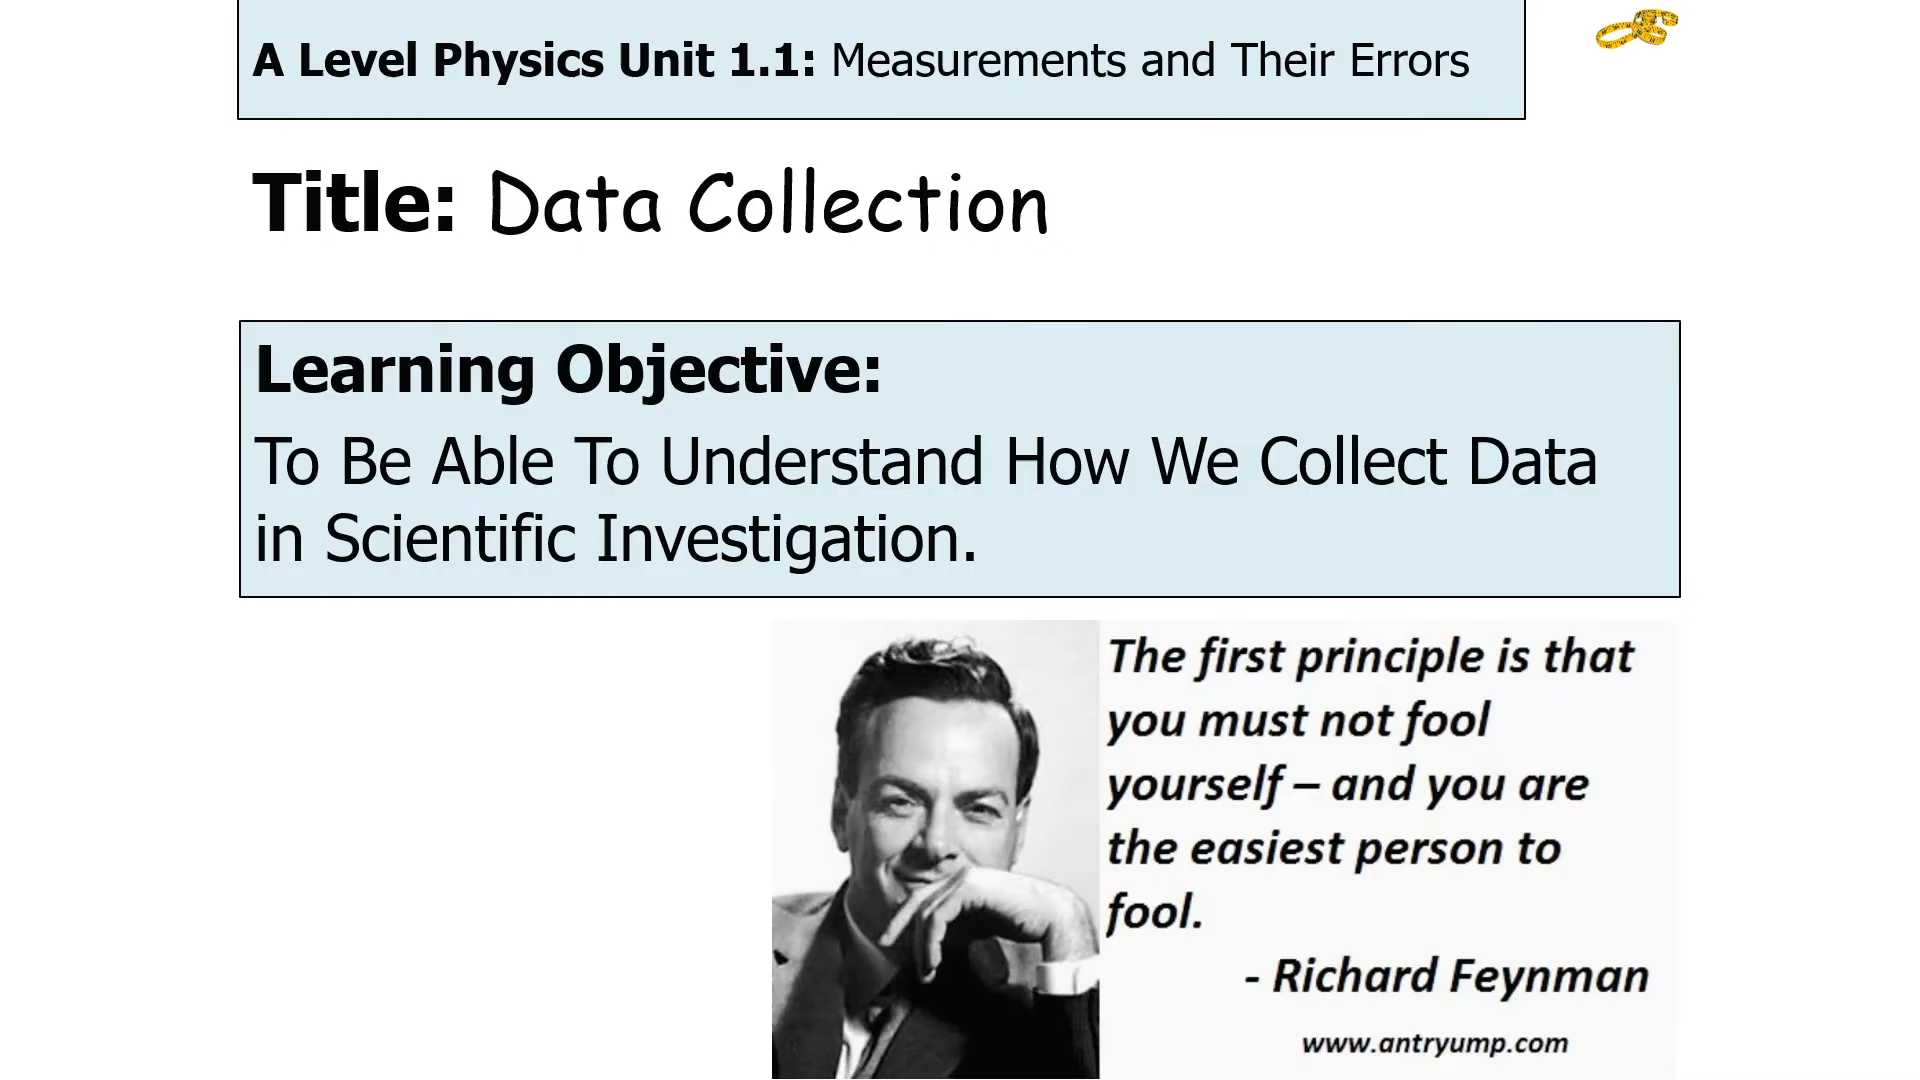 A Level Physics Unit 1.1: Measurements and Their Errors
Title: Data Collection
Learning Objective:
To Be Able To Understand How We Collect Data
in Scientific Investigation.
The first principle is that
you must not fool
yourself – and you are
the easiest person to
fool.
- Richard Feynman
www.antryump.com